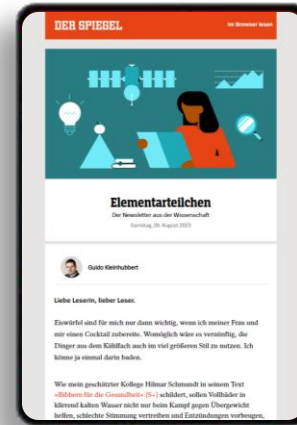 DER SPIEGEL
Im Browser lesen
Elementarteilchen
Der Newsletter aus der Wissenschaft
Samstag, 26. August 2023
Guido Kleinhubbert
Liebe Leserin, lieber Leser,
Eiswürfel sind für mich nur dann wichtig, wenn ich meiner Frau und
mir einen Cocktail zubereite. Womöglich wäre es vernünftig, die
Dinger aus dem Kühlfach auch im viel größeren Stil zu nutzen. Ich
könnte ja einmal darin baden.
Wie mein geschätzter Kollege Hilmar Schmundt in seinem Text
»Bibbern für die Gesundheit« (S+) schildert, sollen Vollbäder in
klirrend kalten Wasser nicht nur beim Kampf gegen Übergewicht
helfen, schlechte Stimmung vertreiben und Entzündungen vorbeugen,